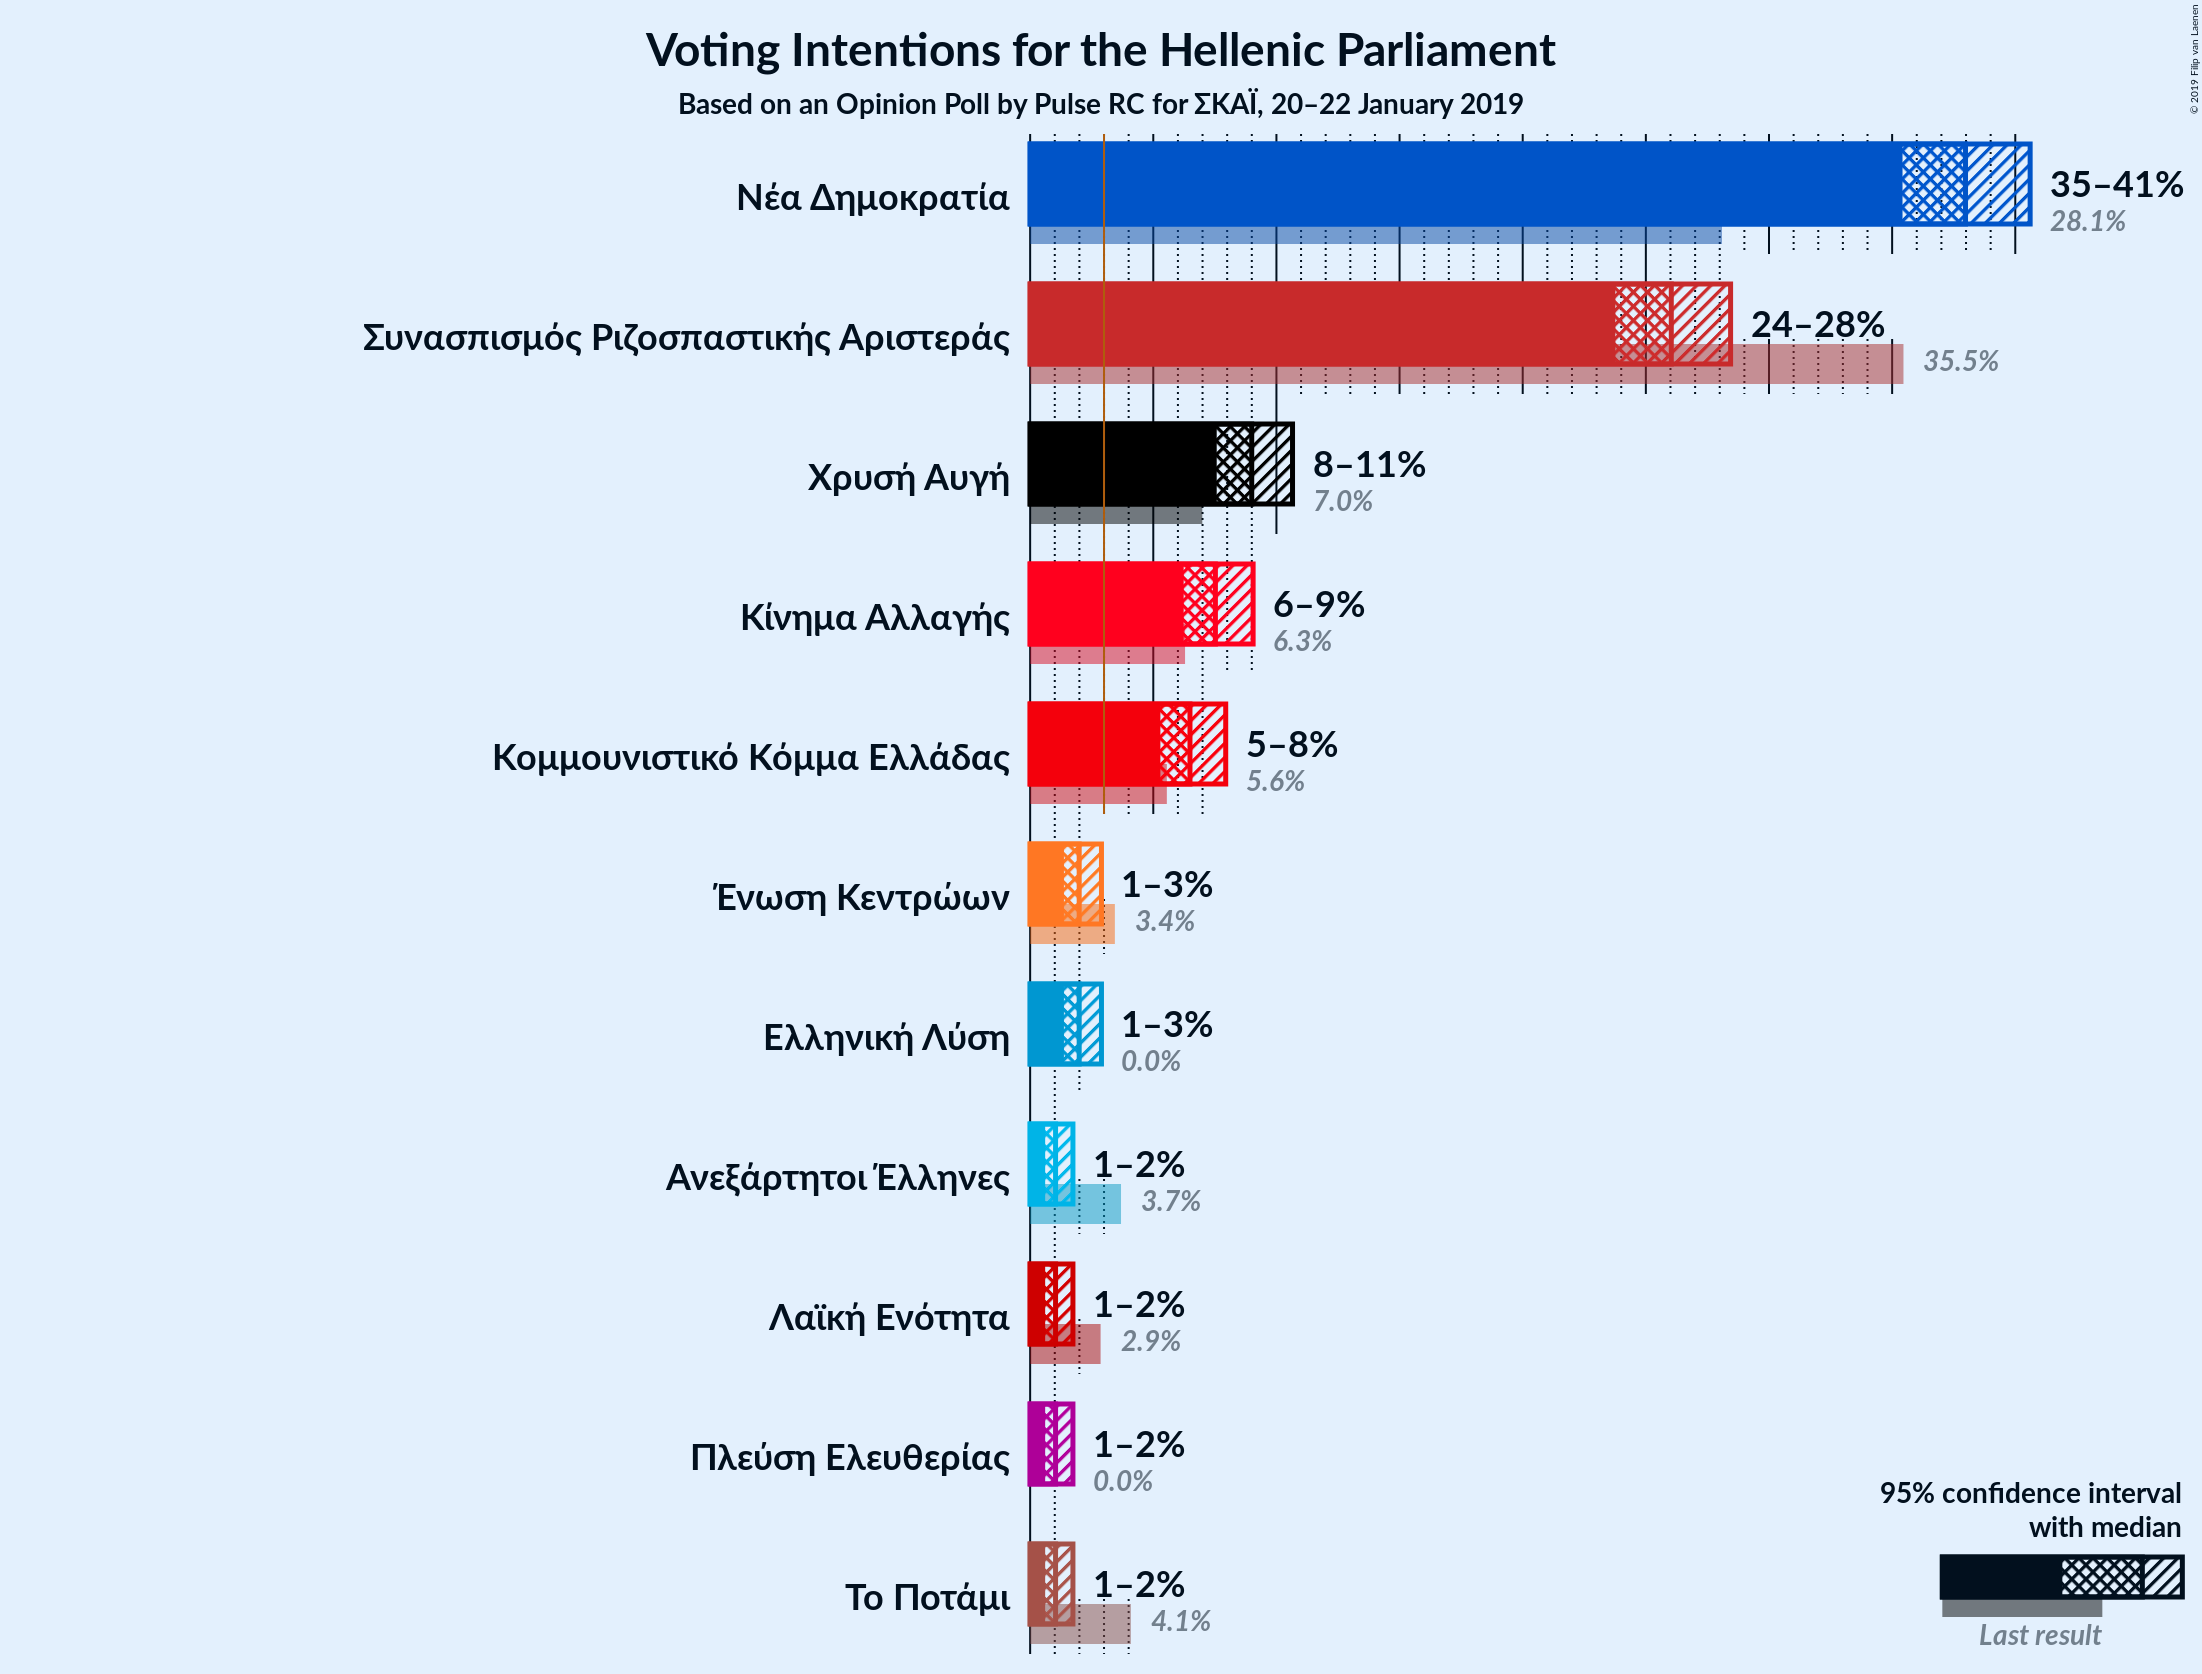 Voting Intentions for the Hellenic Parliament
Based on an Opinion Poll by Pulse RC for ΣΚΑΪ, 20–22 January 2019
© 2019 Filip van Laenen
Νέα Δημοκρατία
35–41%
28.1%
Συνασπισμός Ριζοσπαστικής Αριστεράς
24–28%
35.5%
Χρυσή Αυγή
8–11%
7.0%
Κίνημα Αλλαγής
6–9%
6.3%
Κομμουνιστικό Κόμμα Ελλάδας
5–8%
5.6%
Ένωση Κεντρώων
1–3%
3.4%
Ελληνική Λύση
1–3%
0.0%
Ανεξάρτητοι Έλληνες
1–2%
3.7%
Λαϊκή Ενότητα
1–2%
2.9%
Πλεύση Ελευθερίας
1–2%
0.0%
Το Ποτάμι
1–2%
4.1%
95% confidence interval
with median
Last result